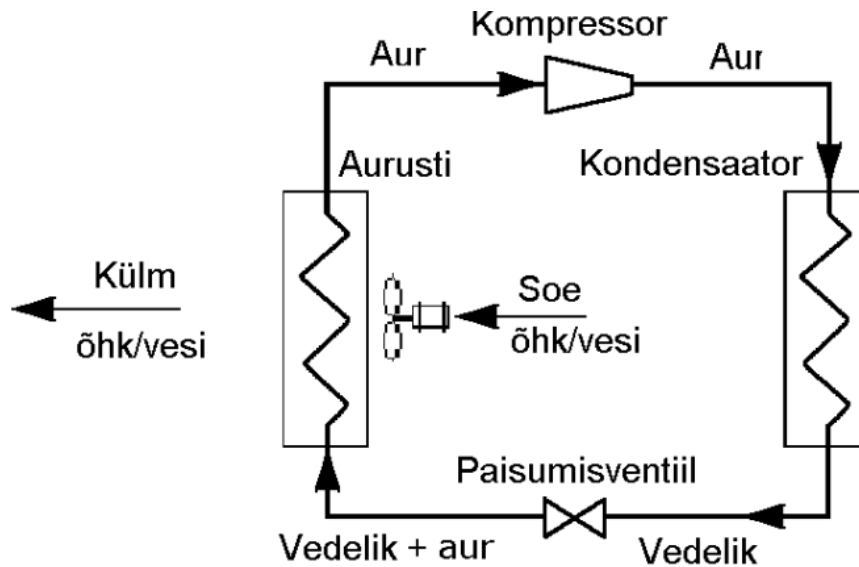 Kompressor
Aur
Aur
Aurusti
Kondensaator
Külm
õhk/vesi
Soe
õhk/vesi
Paisumisventiil
Vedelik + aur
Vedelik